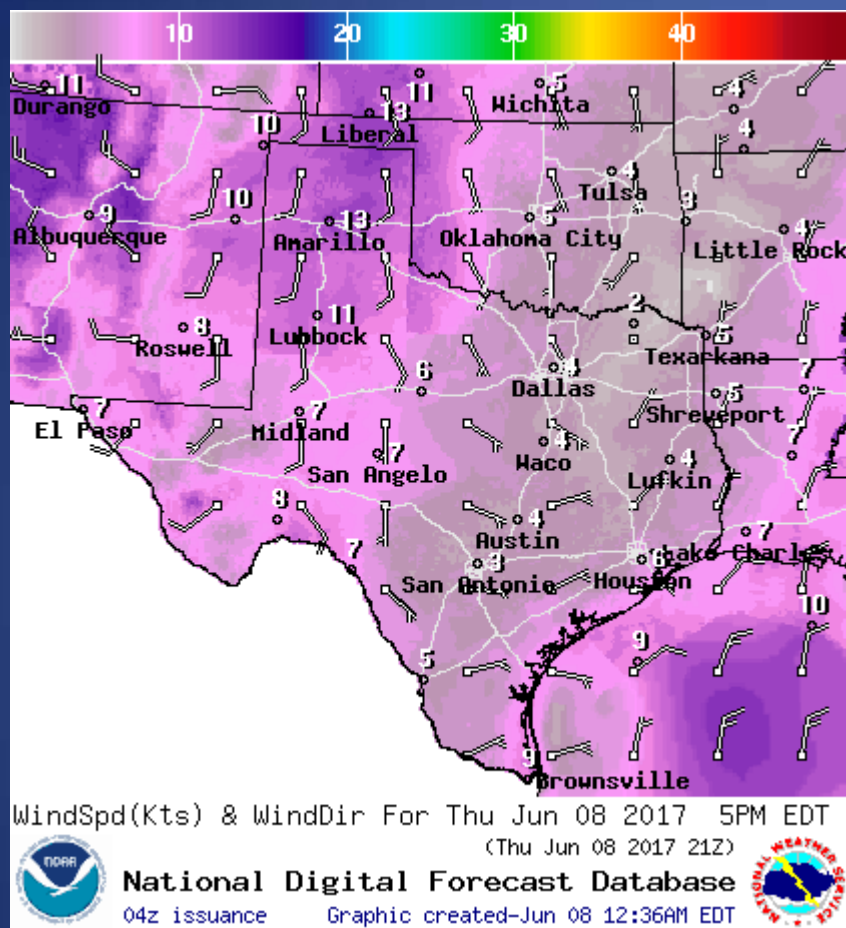 10 20 30 40
11 11 5 4
Durango Wichita
13
Liberal
10 4
4
Tulsa
9 10 13 5 3 4
Albuquerque Amarillo Oklahoma City Little Rock
8 11 2
Roswell Lubbock 5
Texarkana
6 4 7
Dallas 5
7 7 Shreveport
El Paso Midland 4 7
7 Waco 4
San Angelo Lufkin
8 4 7
Austin Lake Charles
7 3 6
San Antonio Houston
10
9
5
9
Brownsville
WindSpd(Kts) & WindDir For Thu Jun 08 2017 5PM EDT
(Thu Jun 08 2017 21Z)
NOAA
National Digital Forecast Database
04z issuance Graphic created-Jun 08 12:36AM EDT
NATIONAL WEATHER SERVICE